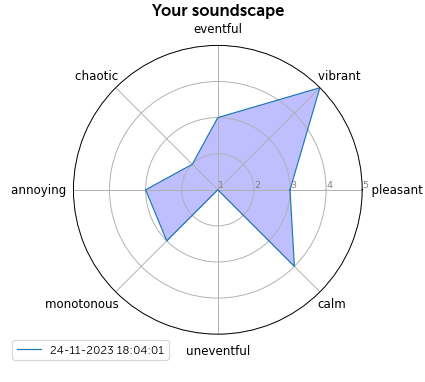 Your soundscape
eventful
chaotic
vibrant
annoying
1 2 3 4 5
pleasant
monotonous
calm
24-11-2023 18:04:01
uneventful